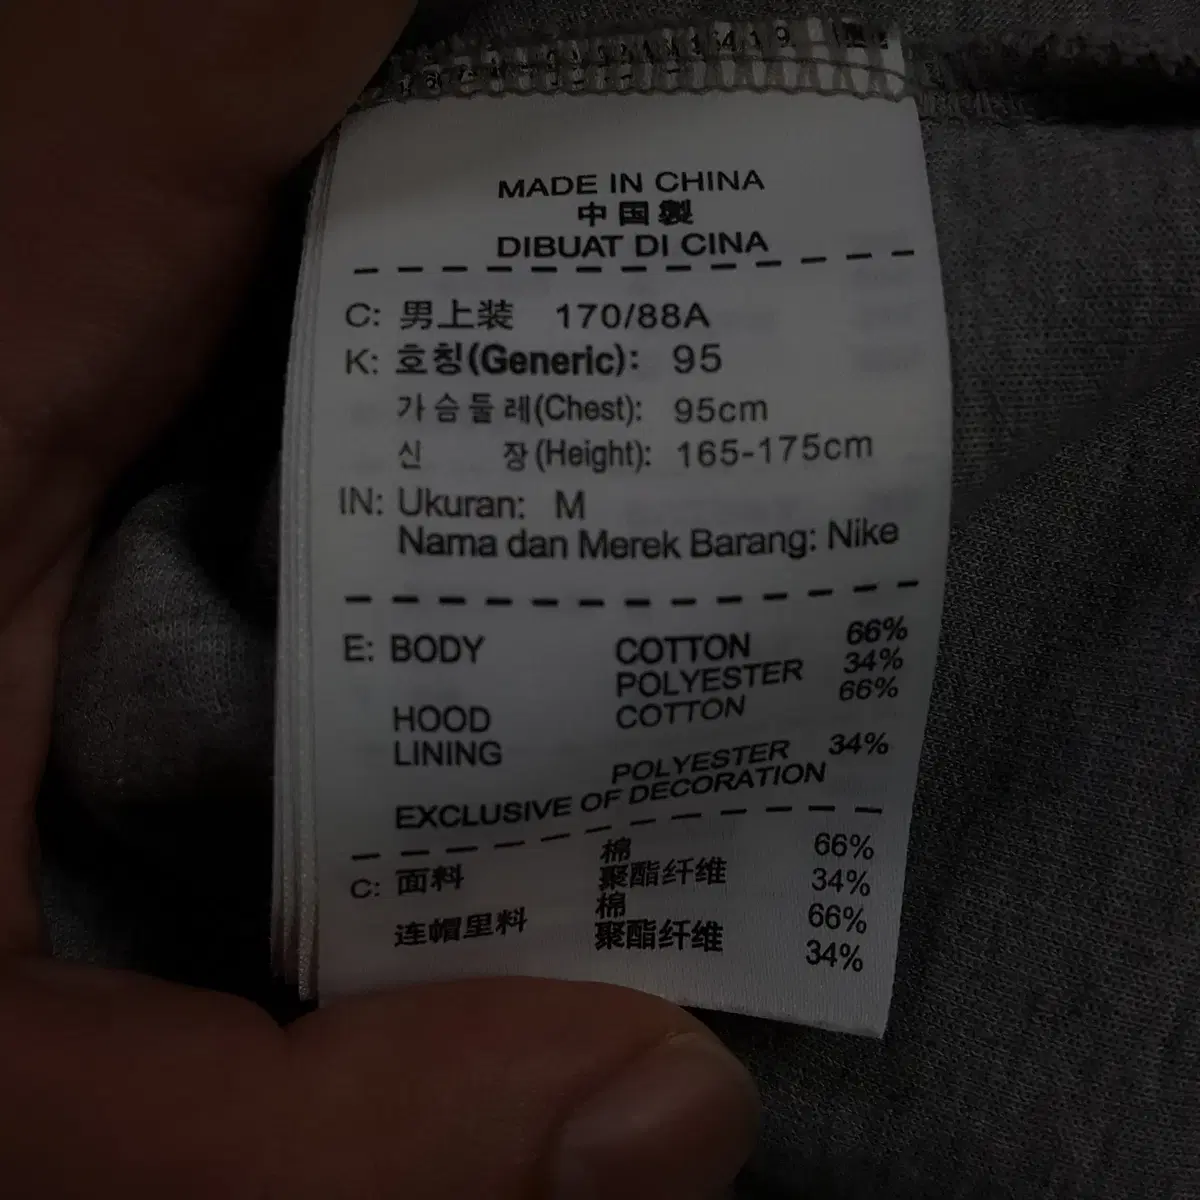 MADE IN CHINA
中国製
DIBUAT DI CINA
C: 男上装 170/88A
K: 호칭(Generic): 95
가슴둘레(Chest): 95cm
신 장(Height): 165-175cm
IN: Ukuran: M
Nama dan Merek Barang: Nike
E: BODY COTTON 66%
POLYESTER 34%
HOOD COTTON 66%
LINING
POLYESTER 34%
EXCLUSIVE OF DECORATION
C: 面料 棉 66%
聚酯纤维 34%
连帽里料 棉 66%
聚酯纤维 34%